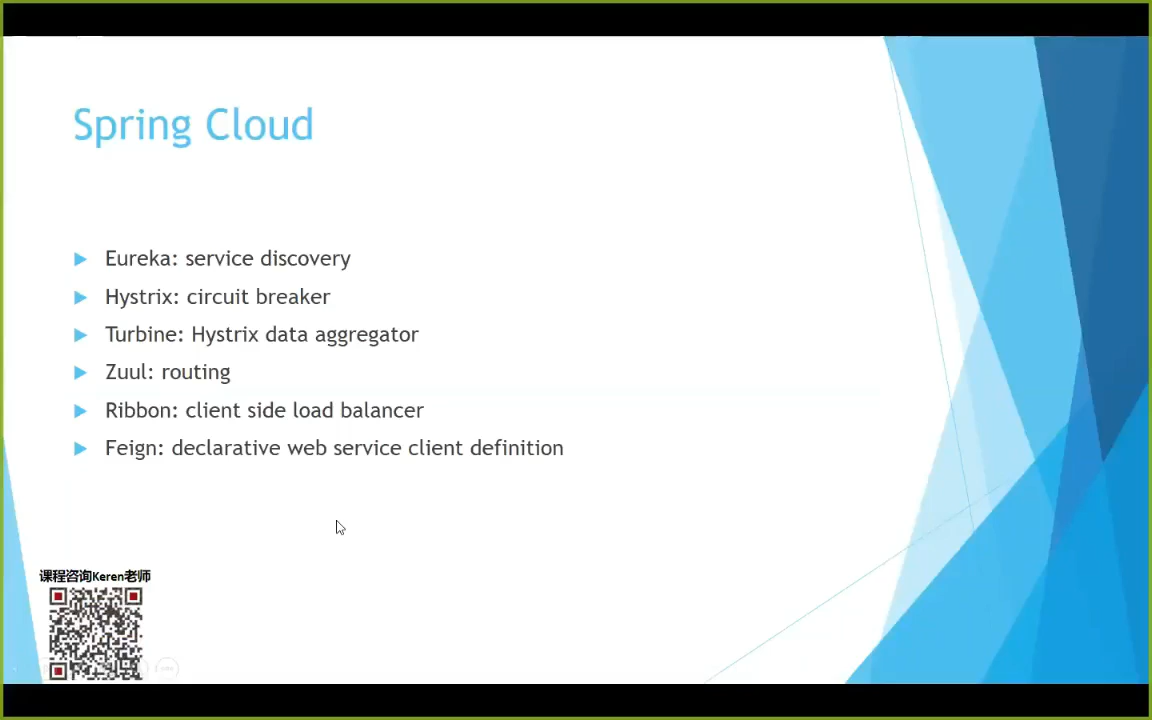 Spring Cloud
Eureka: service discovery
Hystrix: circuit breaker
Turbine: Hystrix data aggregator
Zuul: routing
Ribbon: client side load balancer
Feign: declarative web service client definition
课程咨询Keren老师